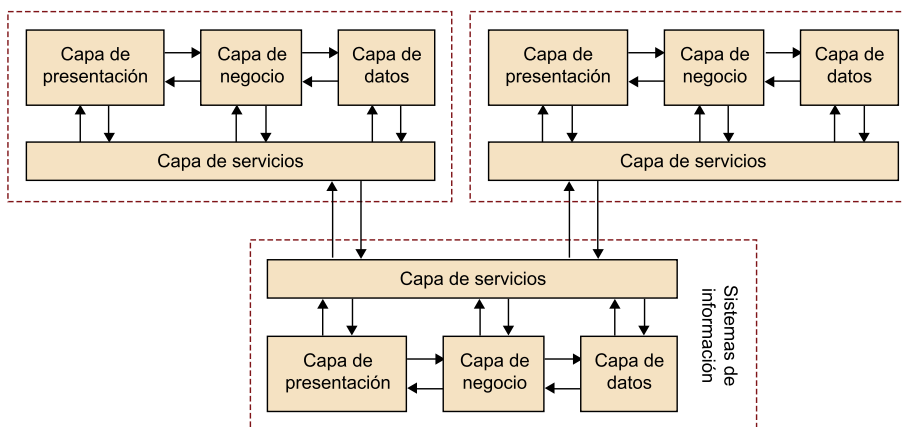 Capa de
presentación
Capa de
negocio
Capa de
datos
Capa de servicios
Capa de
presentación
Capa de
negocio
Capa de
datos
Capa de servicios
Capa de servicios
Capa de
presentación
Capa de
negocio
Capa de
datos
Sistemas de
información